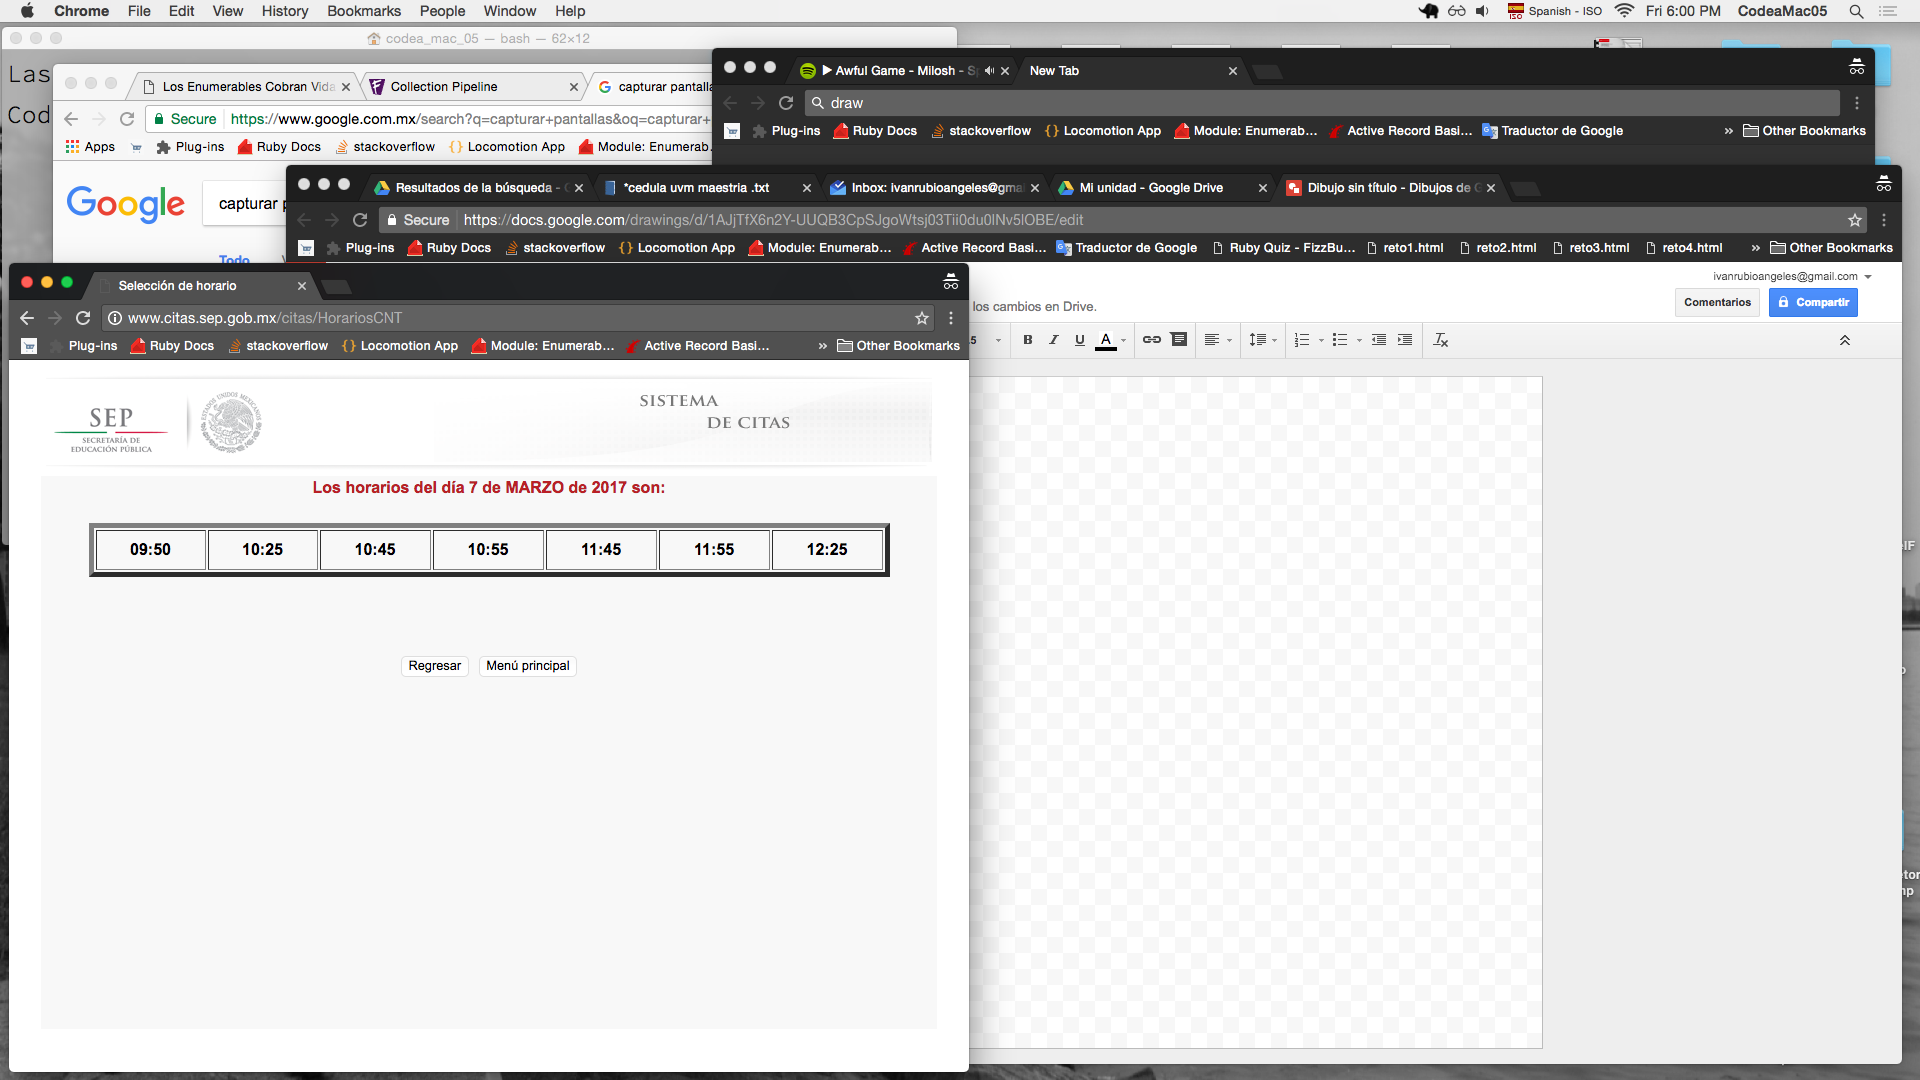 Chrome File Edit View History Bookmarks People Window Help Spanish - ISO Fri 6:00 PM CodeaMac05
codea_mac_05 — bash — 62×12
Las
Cod
Los Enumerables Cobran Vida
Collection Pipeline
capturar pantalla
Secure https://www.google.com.mx/search?q=capturar+pantallas&oq=capturar+
Apps Plug-ins Ruby Docs stackoverflow Locomotion App Module: Enumerab
Google
capturar
Todo
Awful Game - Milosh - S
New Tab
draw
Plug-ins Ruby Docs stackoverflow Locomotion App Module: Enumerab... Active Record Basi... Traductor de Google » Other Bookmarks
Resultados de la búsqueda -
*cedula uvm maestria .txt
Inbox: ivanrubioangeles@gma
Mi unidad - Google Drive
Dibujo sin título - Dibujos de G
Secure https://docs.google.com/drawings/d/1AJjTfX6n2Y-UUQB3CpSJgoWtsj03Tii0du0lNv5lOBE/edit
Plug-ins Ruby Docs stackoverflow Locomotion App Module: Enumerab... Active Record Basi... Traductor de Google Ruby Quiz - FizzBu... reto1.html reto2.html reto3.html reto4.html » Other Bookmarks
ivanrubioangeles@gmail.com
los cambios en Drive.
Comentarios Compartir
B I U A
Selección de horario
www.citas.sep.gob.mx/citas/HorariosCNT
Plug-ins Ruby Docs stackoverflow Locomotion App Module: Enumerab... Active Record Basi... » Other Bookmarks
SEP
SECRETARÍA DE
EDUCACIÓN PÚBLICA
ESTADOS UNIDOS MEXICANOS
SISTEMA
DE CITAS
Los horarios del día 7 de MARZO de 2017 son:
09:50 10:25 10:45 10:55 11:45 11:55 12:25
Regresar Menú principal